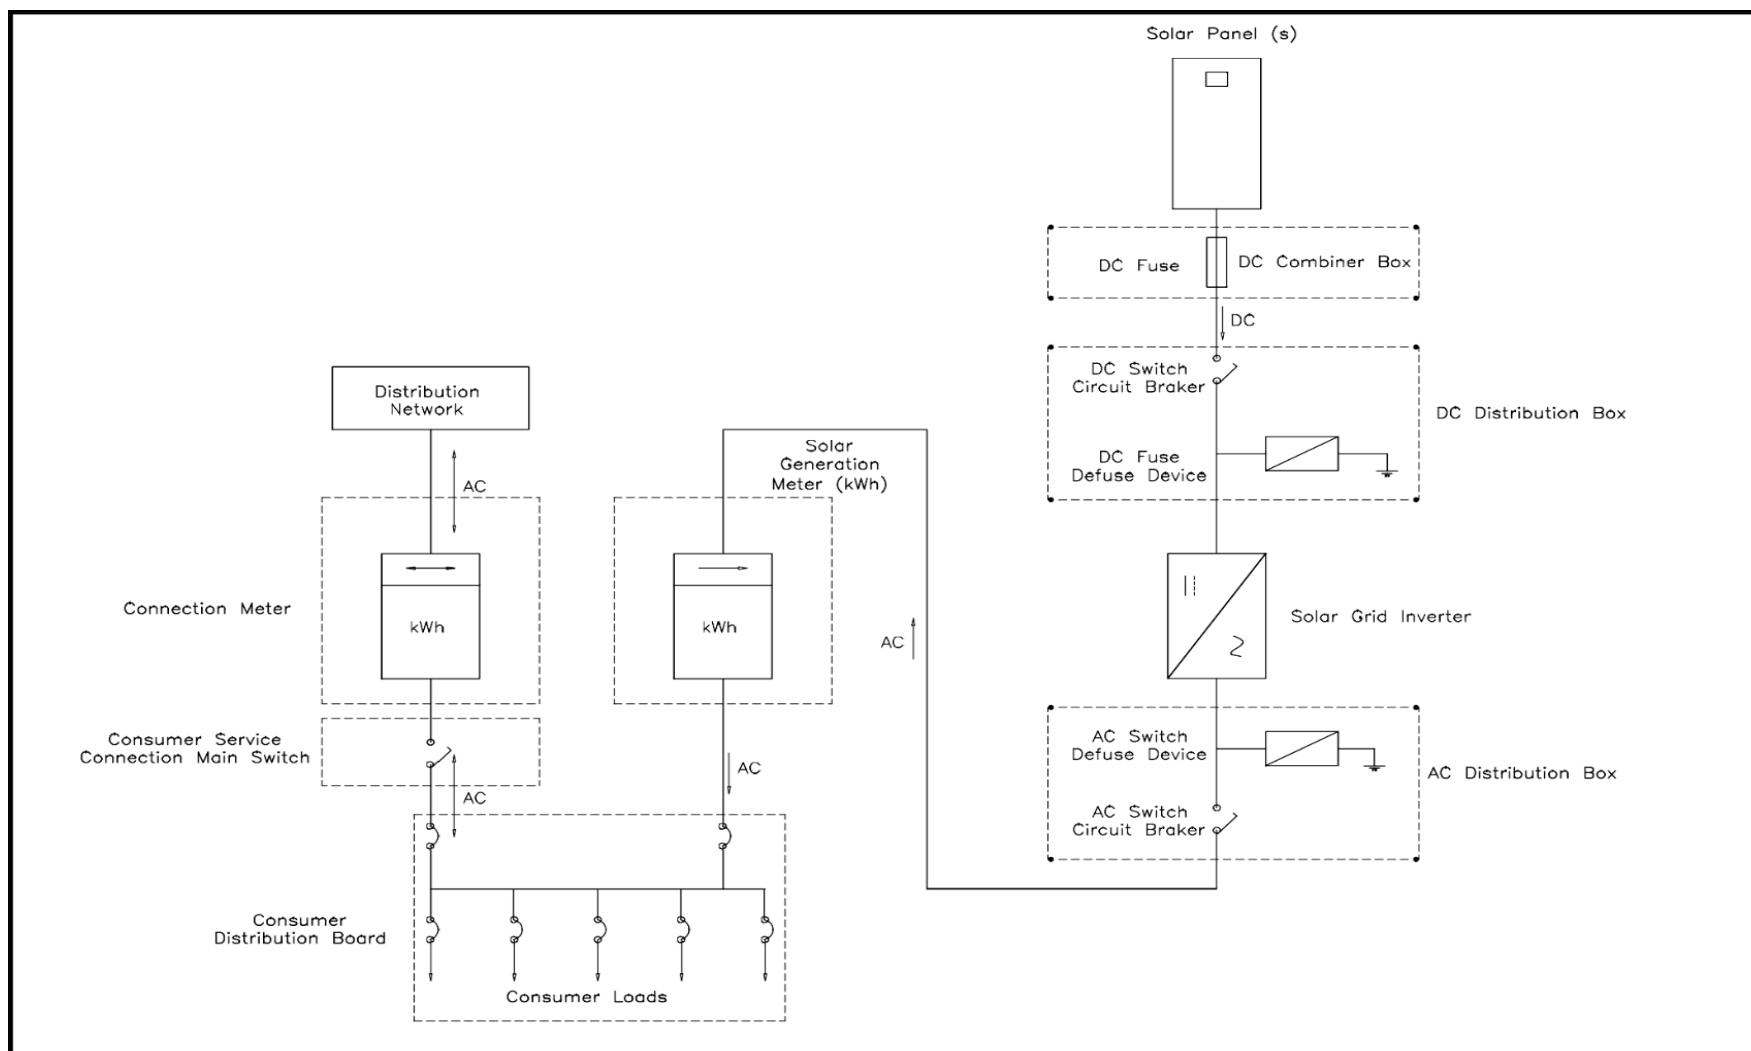 Solar Panel (s)
DC Fuse
DC Combiner Box
DC
DC Switch
Circuit Braker
DC Distribution Box
DC Fuse
Defuse Device
Distribution
Network
AC
Solar
Generation
Meter (kWh)
Connection Meter
kWh
kWh
AC
Solar Grid Inverter
Consumer Service
Connection Main Switch
AC
AC
AC Switch
Defuse Device
AC Distribution Box
AC Switch
Circuit Braker
Consumer
Distribution Board
Consumer Loads